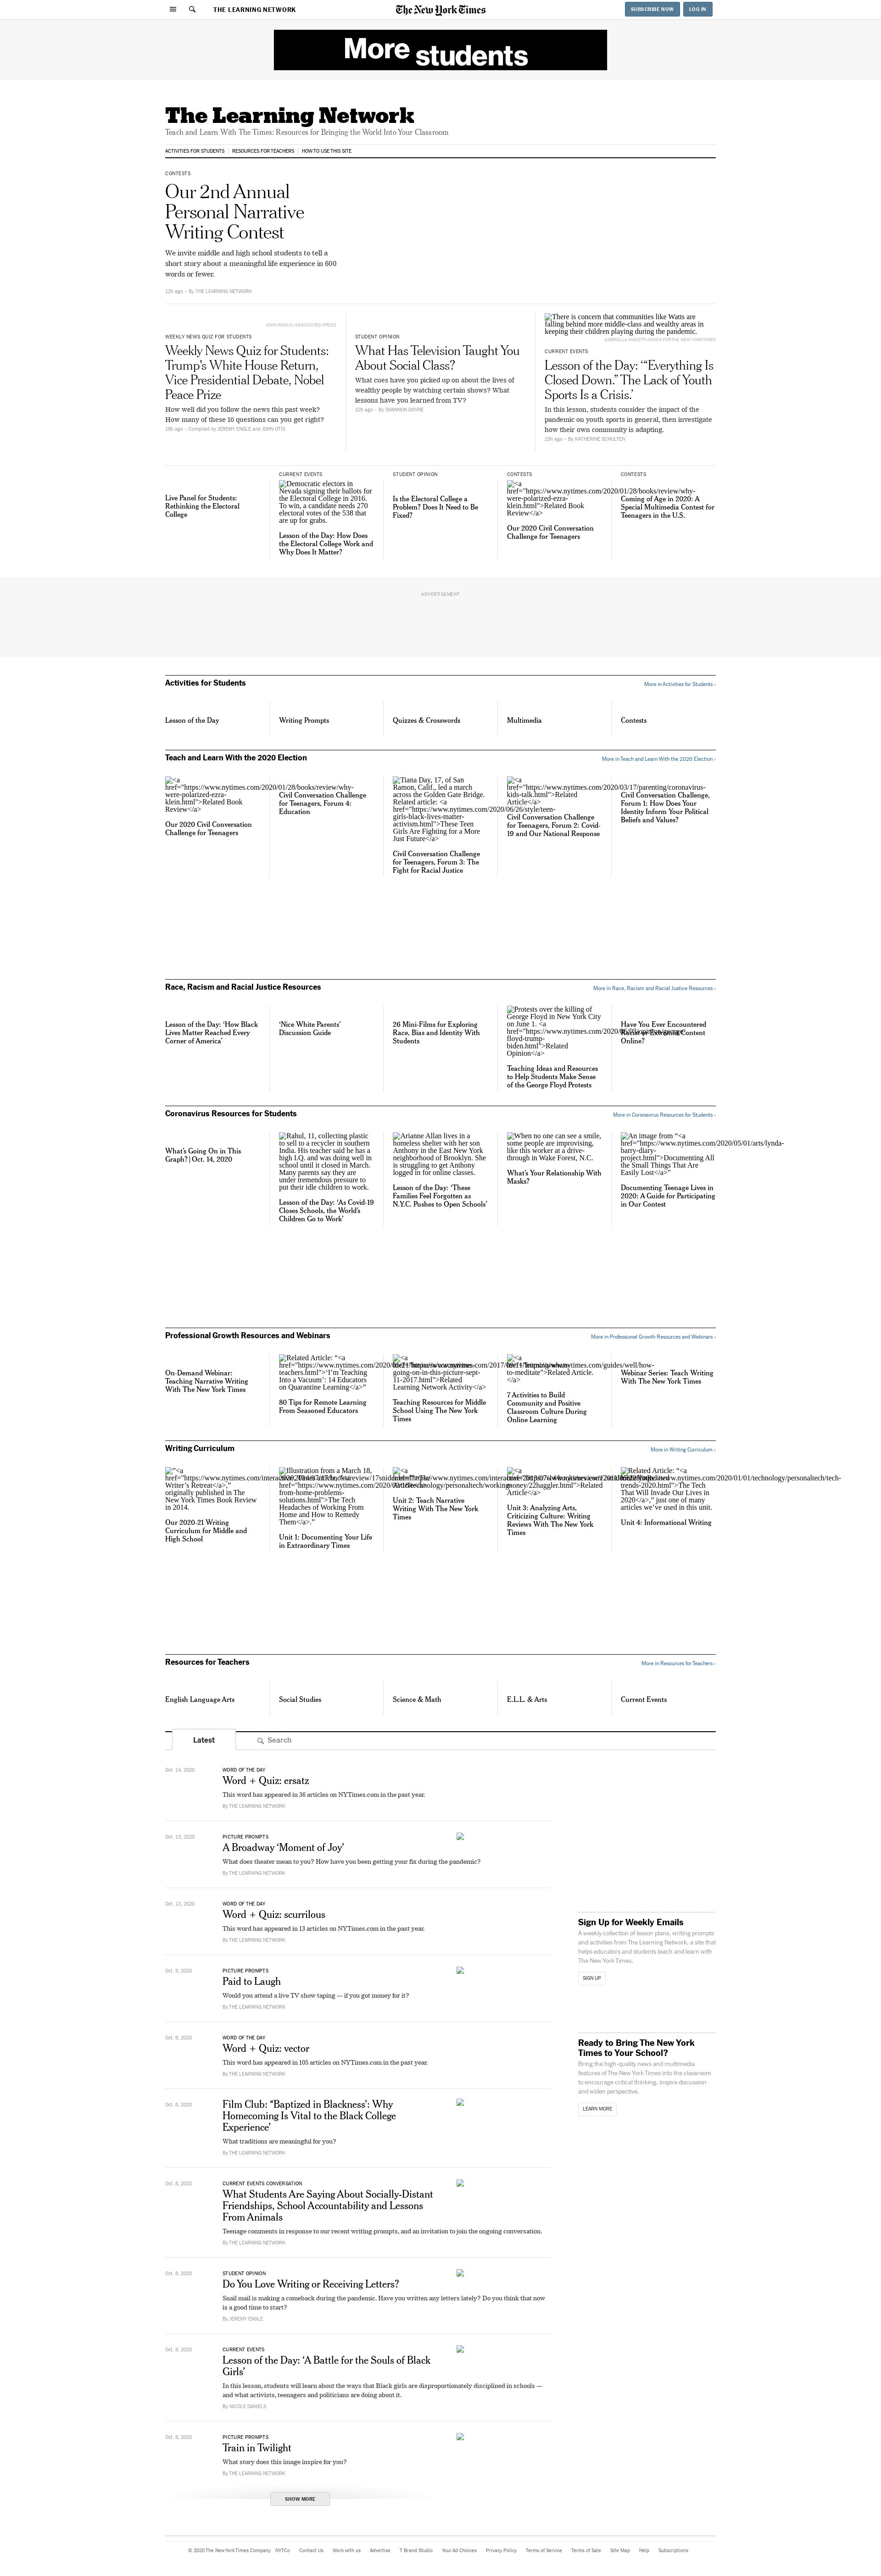 THE LEARNING NETWORK
The New York Times
SUBSCRIBE NOW
LOG IN
More students
The Learning Network
Teach and Learn With The Times: Resources for Bringing the World Into Your Classroom
ACTIVITIES FOR STUDENTS
RESOURCES FOR TEACHERS
HOW TO USE THIS SITE
CONTESTS
Our 2nd Annual
Personal Narrative
Writing Contest
We invite middle and high school students to tell a
short story about a meaningful life experience in 600
words or fewer.
12h ago - By THE LEARNING NETWORK
WEEKLY NEWS QUIZ FOR STUDENTS
Weekly News Quiz for Students:
Trump's White House Return,
Vice Presidential Debate, Nobel
Peace Prize
How well did you follow the news this past week?
How many of these 10 questions can you get right?
18h ago - Compiled by JEREMY ENGLE and JOHN OTIS
STUDENT OPINION
What Has Television Taught You
About Social Class?
What cues have you picked up on about the lives of
wealthy people by watching certain shows? What
lessons have you learned from TV?
22h ago - By SHANNON DOYNE
There is concern that communities like Watts are
falling behind more middle-class and wealthy areas in
keeping their children playing during the pandemic.
GABRIELLA ANGOTTI-JONES FOR THE NEW YORK TIMES
CURRENT EVENTS
Lesson of the Day: '"Everything Is
Closed Down." The Lack of Youth
Sports Is a Crisis.'
In this lesson, students consider the impact of the
pandemic on youth sports in general, then investigate
how their own community is adapting.
23h ago - By KATHERINE SCHULTEN
Live Panel for Students:
Rethinking the Electoral
College
CURRENT EVENTS
Democratic electors in
Nevada signing their ballots for
the Electoral College in 2016.
To win, a candidate needs 270
electoral votes of the 538 that
are up for grabs.
Lesson of the Day: How Does
the Electoral College Work and
Why Does It Matter?
STUDENT OPINION
Is the Electoral College a
Problem? Does It Need to Be
Fixed?
CONTESTS
<a
href="https://www.nytimes.com/2020/01/28/books/review/why-
were-polarized-ezra-
klein.html">Related Book
Review</a>
Our 2020 Civil Conversation
Challenge for Teenagers
CONTESTS
Coming of Age in 2020: A
Special Multimedia Contest for
Teenagers in the U.S.
ADVERTISEMENT
Activities for Students
More in Activities for Students ›
Lesson of the Day
Writing Prompts
Quizzes & Crosswords
Multimedia
Contests
Teach and Learn With the 2020 Election
More in Teach and Learn With the 2020 Election ›
<a
href="https://www.nytimes.com/2020/01/28/books/review/why-
were-polarized-ezra-
klein.html">Related Book
Review</a>
Our 2020 Civil Conversation
Challenge for Teenagers
Civil Conversation Challenge
for Teenagers, Forum 4:
Education
Tiana Day, 17, of San
Ramon, Calif., led a march
across the Golden Gate Bridge.
Related article: <a
href="https://www.nytimes.com/2020/06/26/style/teen-
girls-black-lives-matter-
activism.html">These Teen
Girls Are Fighting for a More
Just Future</a>
Civil Conversation Challenge
for Teenagers, Forum 3: The
Fight for Racial Justice
<a
href="https://www.nytimes.com/2020/03/17/parenting/coronavirus-
kids-talk.html">Related
Article</a>
Civil Conversation Challenge
for Teenagers, Forum 2: Covid-
19 and Our National Response
Civil Conversation Challenge,
Forum 1: How Does Your
Identity Inform Your Political
Beliefs and Values?
Race, Racism and Racial Justice Resources
More in Race, Racism and Racial Justice Resources ›
Lesson of the Day: 'How Black
Lives Matter Reached Every
Corner of America'
'Nice White Parents'
Discussion Guide
26 Mini-Films for Exploring
Race, Bias and Identity With
Students
Protests over the killing of
George Floyd in New York City
on June 1. <a
floyd-trump-
biden.html">Related
Opinion</a>
Teaching Ideas and Resources
to Help Students Make Sense
of the George Floyd Protests
Have You Ever Encountered
Racist or Extremist Content
Online?
Coronavirus Resources for Students
More in Coronavirus Resources for Students ›
What's Going On in This
Graph? | Oct. 14, 2020
Rahul, 11, collecting plastic
to sell to a recycler in southern
India. His teacher said he has a
high I.Q. and was doing well in
school until it closed in March.
Many parents say they are
under tremendous pressure to
put their idle children to work.
Lesson of the Day: 'As Covid-19
Closes Schools, the World's
Children Go to Work'
Arianne Allan lives in a
homeless shelter with her son
Anthony in the East New York
neighborhood of Brooklyn. She
is struggling to get Anthony
logged in for online classes.
Lesson of the Day: 'These
Families Feel Forgotten as
N.Y.C. Pushes to Open Schools'
When no one can see a smile,
some people are improvising,
like this worker at a drive-
through in Wake Forest, N.C.
What's Your Relationship With
Masks?
An image from "<a
href="https://www.nytimes.com/2020/05/01/arts/lynda-
barry-diary-
project.html">Documenting All
the Small Things That Are
Easily Lost</a>"
Documenting Teenage Lives in
2020: A Guide for Participating
in Our Contest
Professional Growth Resources and Webinars
More in Professional Growth Resources and Webinars ›
On-Demand Webinar:
Teaching Narrative Writing
With The New York Times
Related Article: "<a
teachers.html">'I'm Teaching
Into a Vacuum': 14 Educators
on Quarantine Learning</a>"
80 Tips for Remote Learning
From Seasoned Educators
<a
going-on-in-this-picture-sept-
11-2017.html">Related
Learning Network Activity</a>
Teaching Resources for Middle
School Using The New York
Times
<a
to-meditate">Related Article.
</a>
7 Activities to Build
Community and Positive
Classroom Culture During
Online Learning
Webinar Series: Teach Writing
With The New York Times
Writing Curriculum
More in Writing Curriculum ›
"<a
Writer's Retreat</a>,"
originally published in The
New York Times Book Review
in 2014.
Our 2020-21 Writing
Curriculum for Middle and
High School
Illustration from a March 18,
from-home-problems-
solutions.html">The Tech
Headaches of Working From
Home and How to Remedy
Them</a>."
Unit 1: Documenting Your Life
in Extraordinary Times
<a
Unit 2: Teach Narrative
Writing With The New York
Times
<a
money/22haggler.html">Related
Article</a>
Unit 3: Analyzing Arts,
Criticizing Culture: Writing
Reviews With The New York
Times
Related Article: "<a
trends-2020.html">The Tech
That Will Invade Our Lives in
2020</a>," just one of many
articles we've used in this unit.
Unit 4: Informational Writing
Resources for Teachers
More in Resources for Teachers ›
English Language Arts
Social Studies
Science & Math
E.L.L. & Arts
Current Events
Latest
Search
Oct. 14, 2020
WORD OF THE DAY
Word + Quiz: ersatz
This word has appeared in 36 articles on NYTimes.com in the past year.
By THE LEARNING NETWORK
Oct. 13, 2020
PICTURE PROMPTS
A Broadway 'Moment of Joy'
What does theater mean to you? How have you been getting your fix during the pandemic?
By THE LEARNING NETWORK
Oct. 13, 2020
WORD OF THE DAY
Word + Quiz: scurrilous
This word has appeared in 13 articles on NYTimes.com in the past year.
By THE LEARNING NETWORK
Oct. 9, 2020
PICTURE PROMPTS
Paid to Laugh
Would you attend a live TV show taping — if you got money for it?
By THE LEARNING NETWORK
Oct. 9, 2020
WORD OF THE DAY
Word + Quiz: vector
This word has appeared in 105 articles on NYTimes.com in the past year.
By THE LEARNING NETWORK
Oct. 8, 2020
Film Club: "Baptized in Blackness': Why
Homecoming Is Vital to the Black College
Experience'
What traditions are meaningful for you?
By THE LEARNING NETWORK
Oct. 8, 2020
CURRENT EVENTS CONVERSATION
What Students Are Saying About Socially-Distant
Friendships, School Accountability and Lessons
From Animals
Teenage comments in response to our recent writing prompts, and an invitation to join the ongoing conversation.
By THE LEARNING NETWORK
Oct. 8, 2020
STUDENT OPINION
Do You Love Writing or Receiving Letters?
Snail mail is making a comeback during the pandemic. Have you written any letters lately? Do you think that now
is a good time to start?
By JEREMY ENGLE
Oct. 8, 2020
CURRENT EVENTS
Lesson of the Day: 'A Battle for the Souls of Black
Girls'
In this lesson, students will learn about the ways that Black girls are disproportionately disciplined in schools —
and what activists, teenagers and politicians are doing about it.
By NICOLE DANIELS
Oct. 8, 2020
PICTURE PROMPTS
Train in Twilight
What story does this image inspire for you?
By THE LEARNING NETWORK
SHOW MORE
Sign Up for Weekly Emails
A weekly collection of lesson plans, writing prompts
and activities from The Learning Network, a site that
helps educators and students teach and learn with
The New York Times.
SIGN UP
Ready to Bring The New York
Times to Your School?
Bring the high-quality news and multimedia
features of The New York Times into the classroom
to encourage critical thinking, inspire discussion
and widen perspective.
LEARN MORE
© 2020 The New York Times Company
NYTCo
Contact Us
Work with us
Advertise
T Brand Studio
Your Ad Choices
Privacy Policy
Terms of Service
Terms of Sale
Site Map
Help
Subscriptions